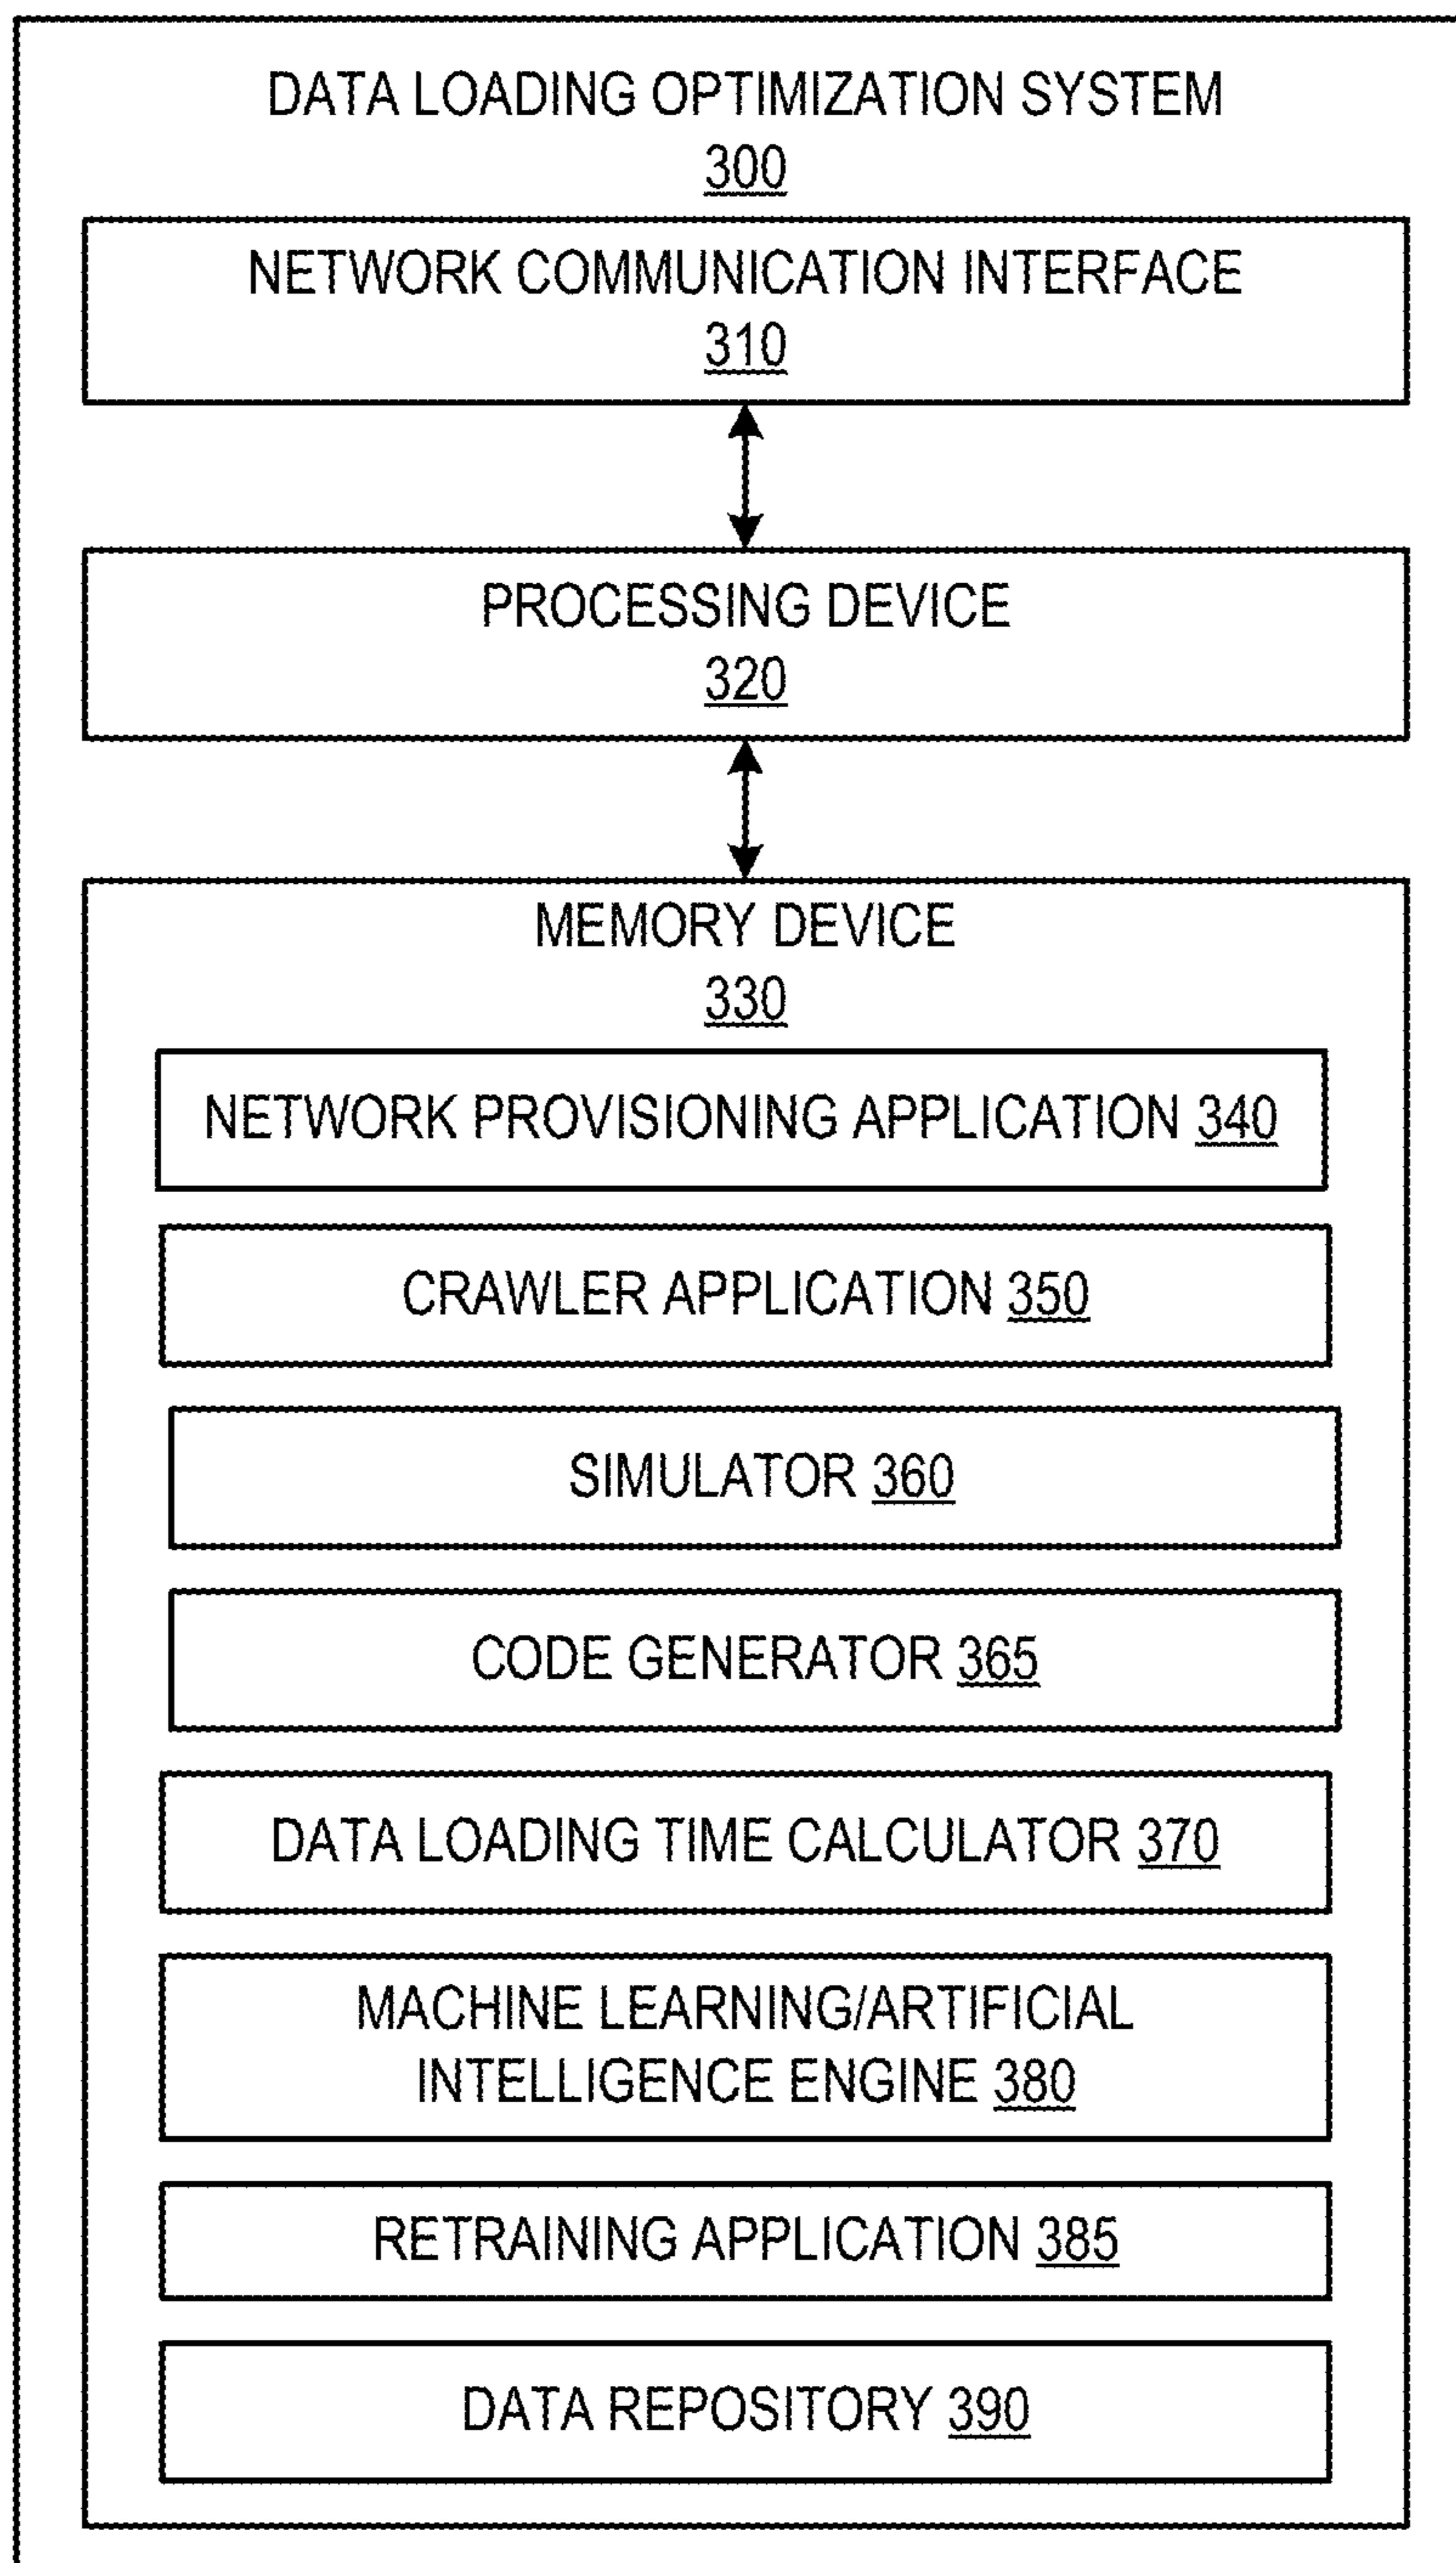 DATA LOADING OPTIMIZATION SYSTEM
300
NETWORK COMMUNICATION INTERFACE
310
PROCESSING DEVICE
320
MEMORY DEVICE
330
NETWORK PROVISIONING APPLICATION 340
CRAWLER APPLICATION 350
SIMULATOR 360
CODE GENERATOR 365
DATA LOADING TIME CALCULATOR 370
MACHINE LEARNING/ARTIFICIAL
INTELLIGENCE ENGINE 380
RETRAINING APPLICATION 385
DATA REPOSITORY 390